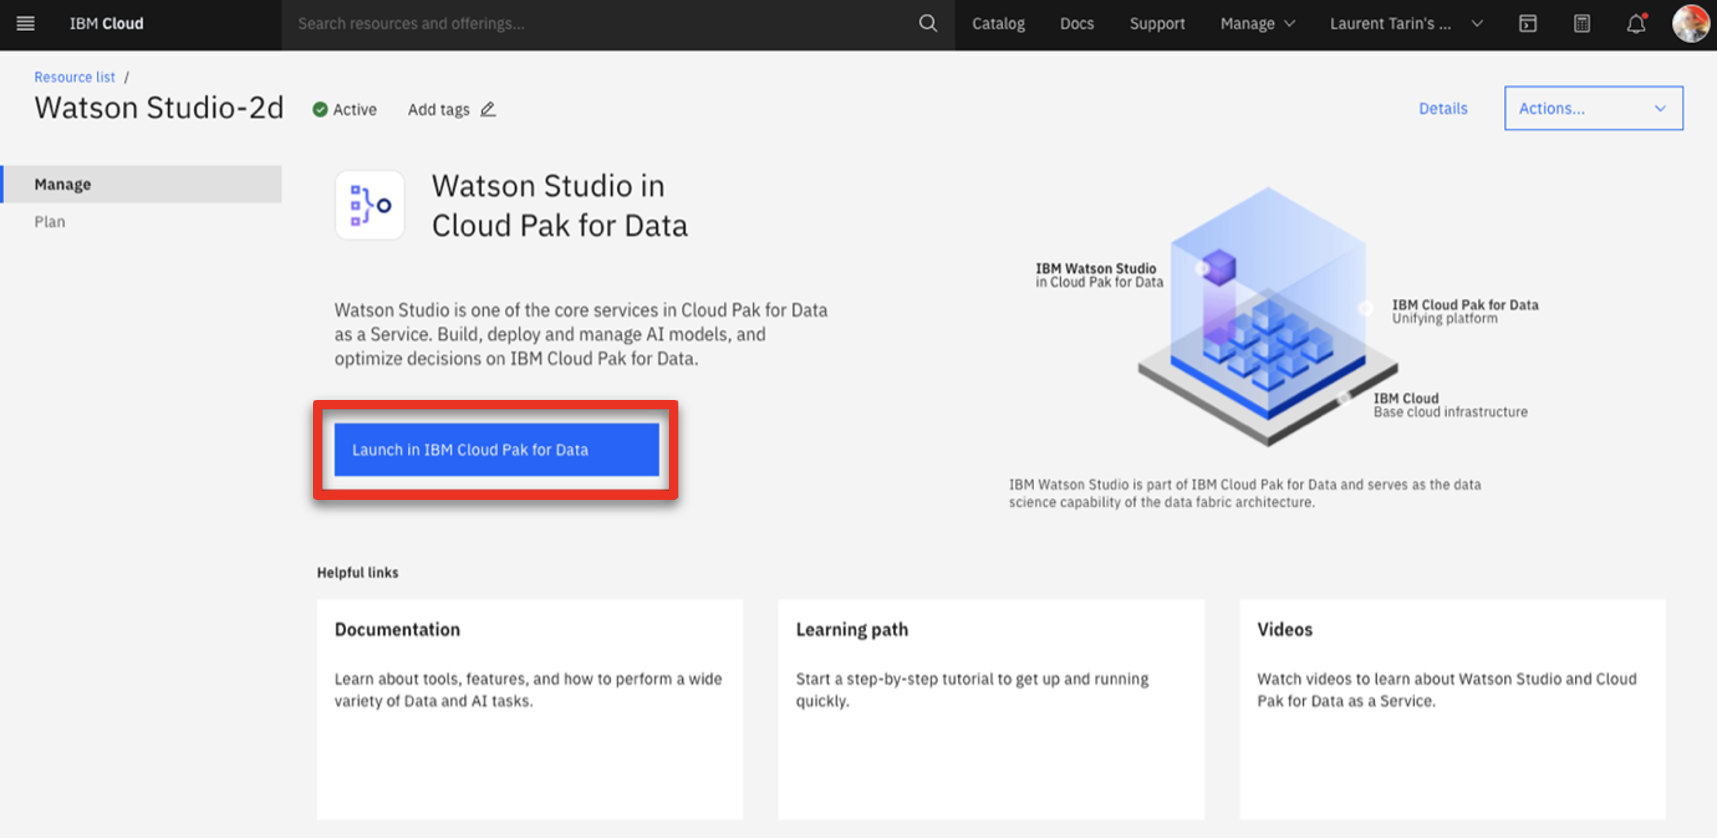 IBM Cloud
Search resources and offerings...
Catalog
Docs
Support
Manage
Laurent Tarin's ...
Resource list /
Watson Studio-2d
Active
Add tags
Details
Actions...
Manage
Plan
Watson Studio in
Cloud Pak for Data
Watson Studio is one of the core services in Cloud Pak for Data
as a Service. Build, deploy and manage AI models, and
optimize decisions on IBM Cloud Pak for Data.
Launch in IBM Cloud Pak for Data
IBM Watson Studio
in Cloud Pak for Data
IBM Cloud Pak for Data
Unifying platform
IBM Cloud
Base cloud infrastructure
IBM Watson Studio is part of IBM Cloud Pak for Data and serves as the data
science capability of the data fabric architecture.
Helpful links
Documentation
Learn about tools, features, and how to perform a wide
variety of Data and AI tasks.
Learning path
Start a step-by-step tutorial to get up and running
quickly.
Videos
Watch videos to learn about Watson Studio and Cloud
Pak for Data as a Service.